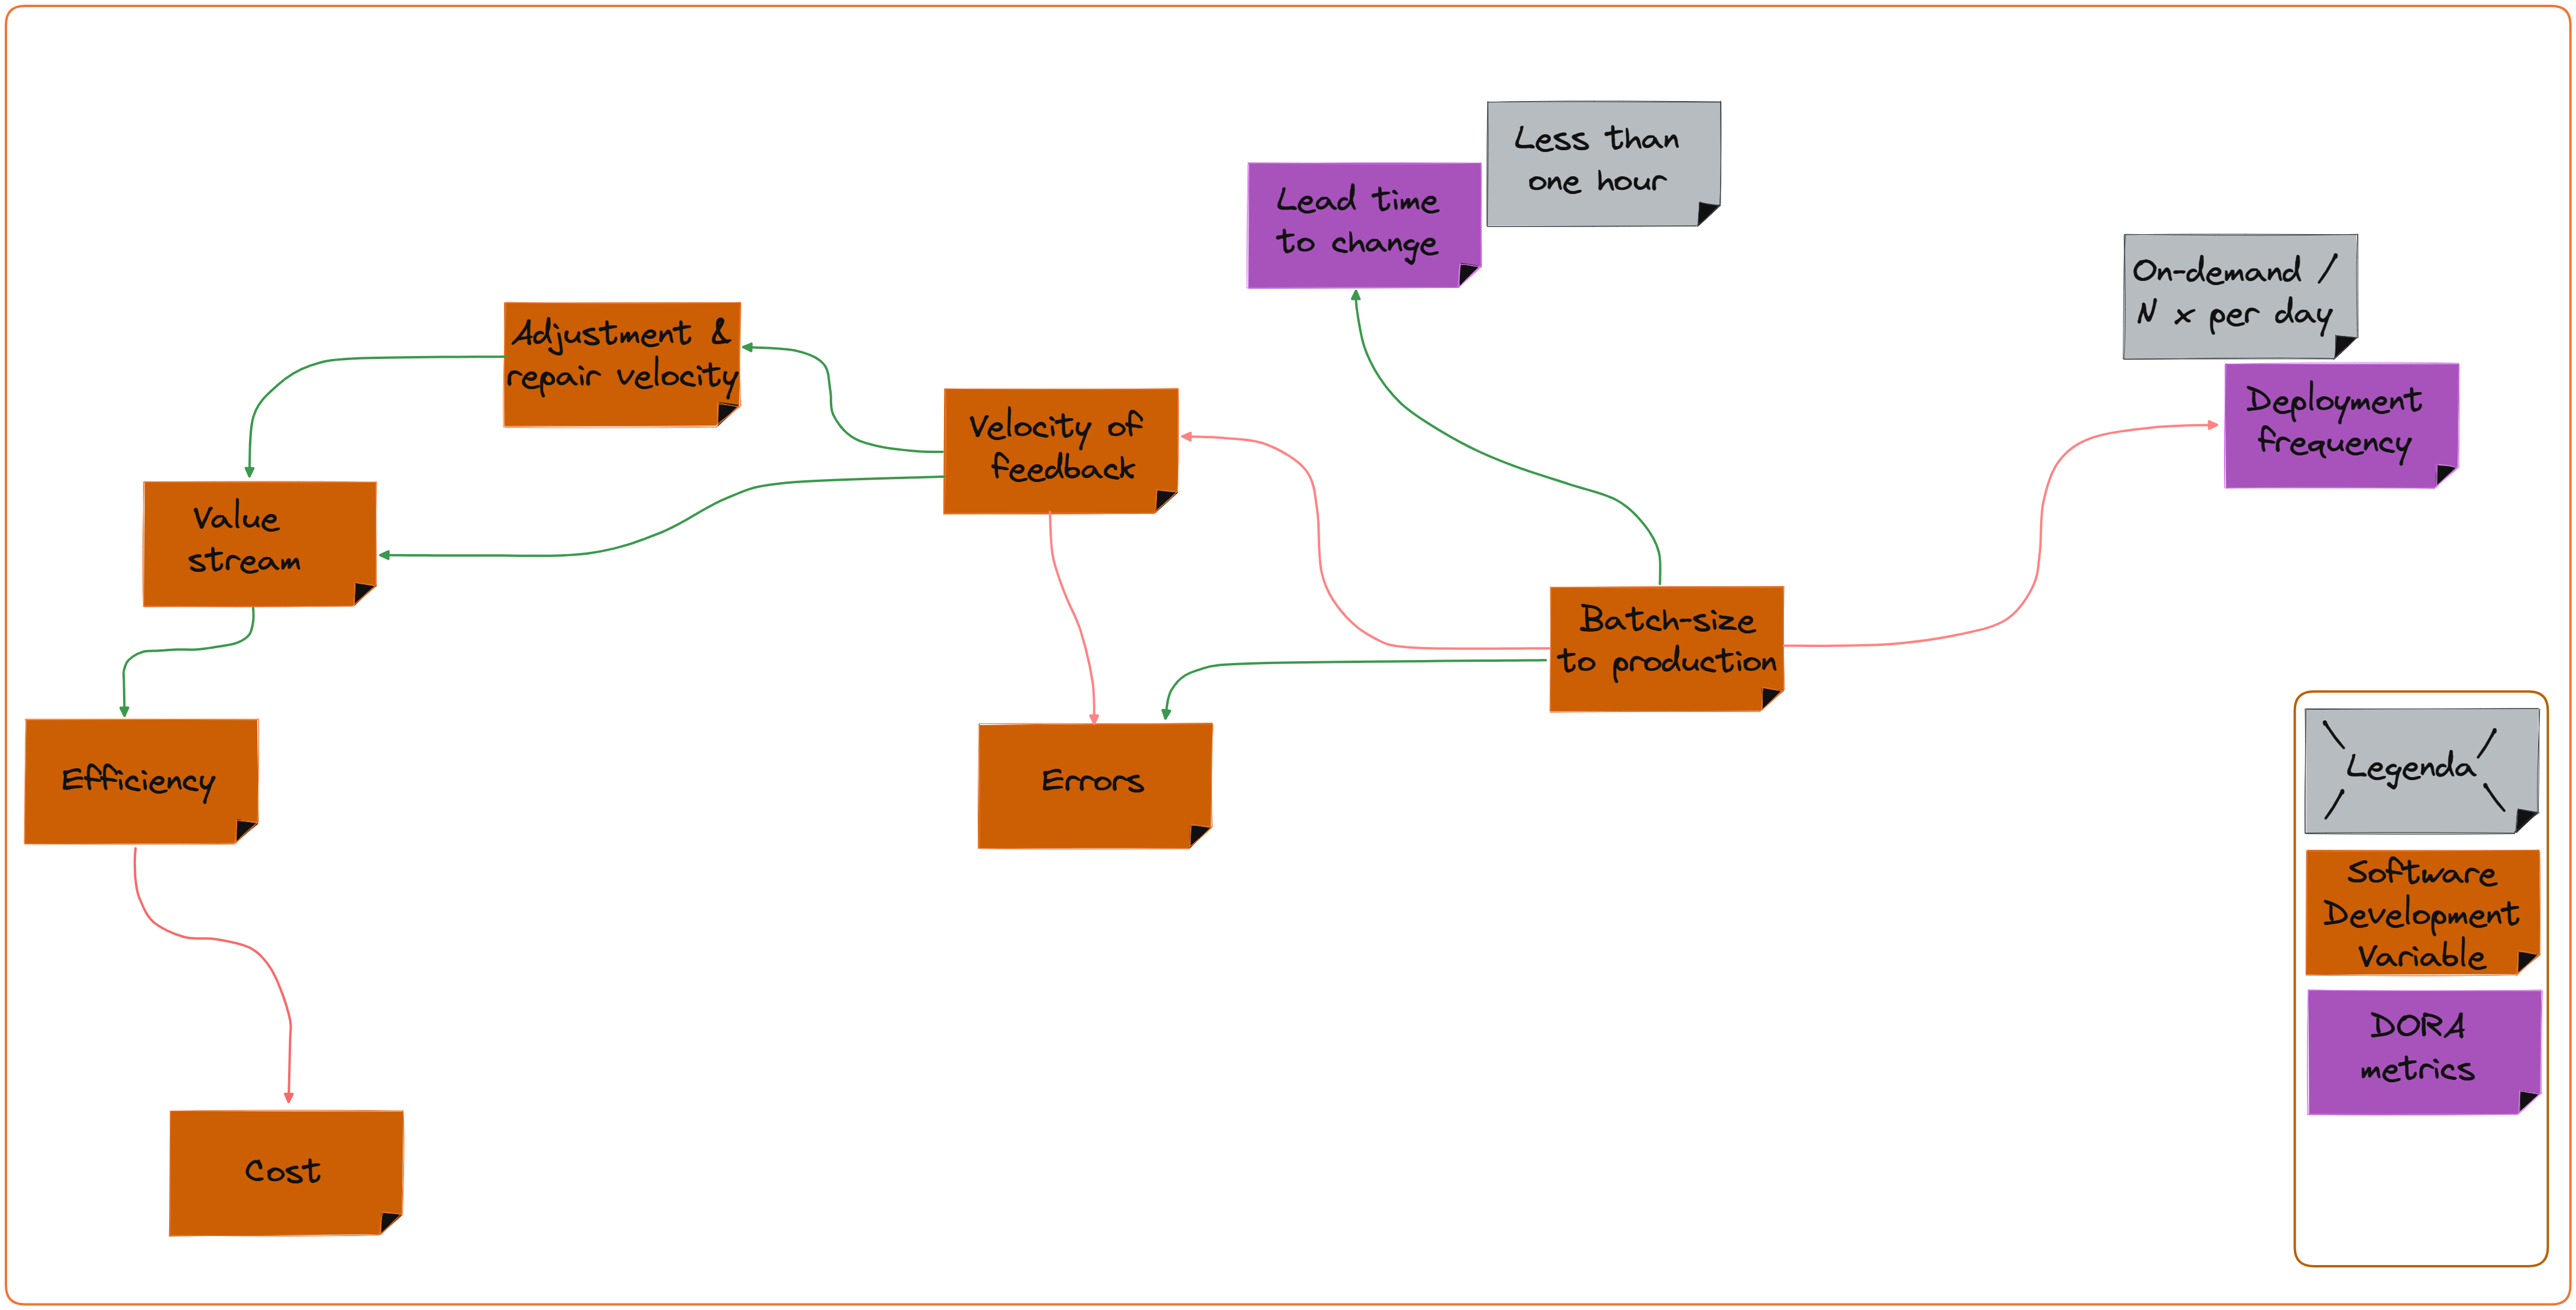 Less than
one hour
Lead time
to change
On-demand /
N x per day
Deployment
frequency
Adjustment &
repair velocity
Velocity of
feedback
Value
stream
Batch-size
to production
Efficiency
Errors
Cost
Legenda
Software
Development
Variable
DORA
metrics